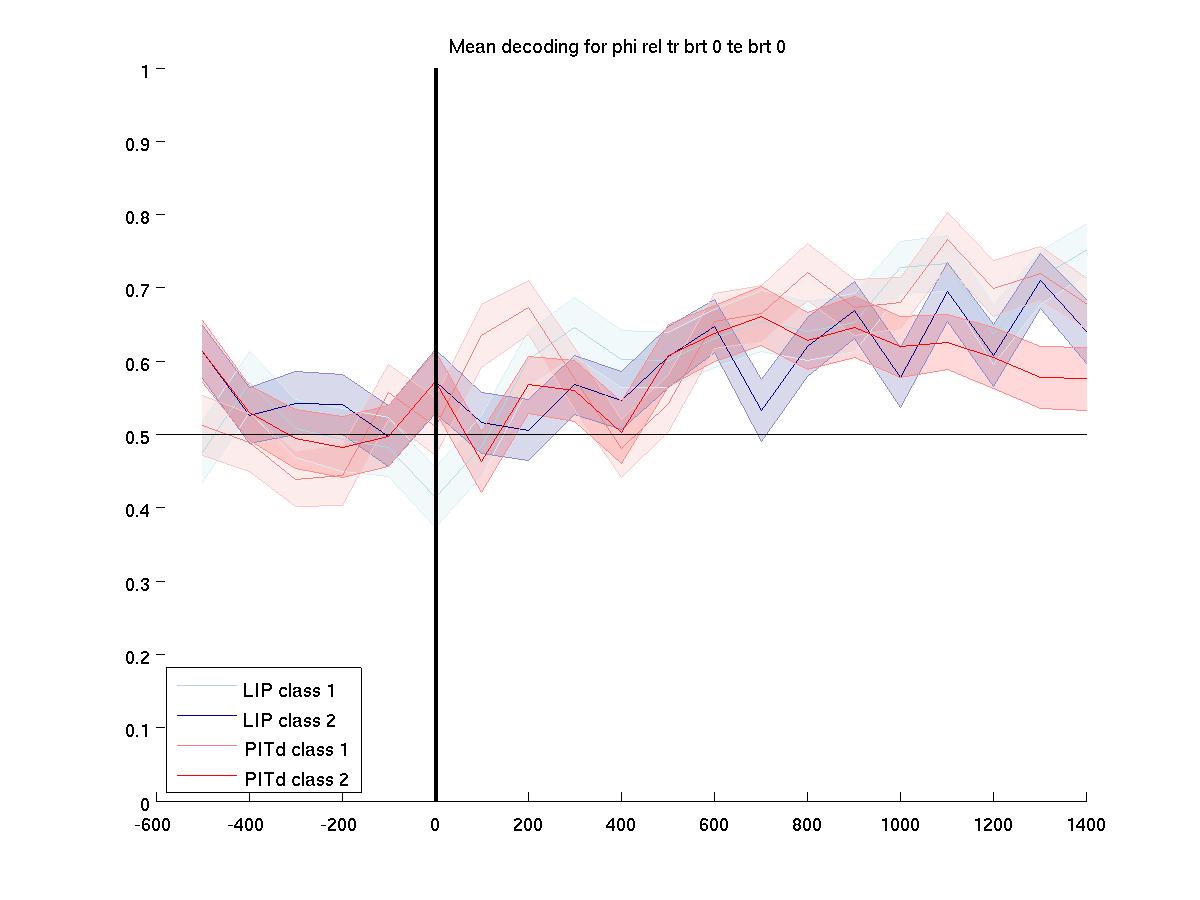 Mean decoding for phi rel tr brt 0 te brt 0
1
0.9
0.8
0.7
0.6
0.5
0.4
0.3
0.2
0.1
0
LIP class 1
LIP class 2
PITd class 1
PITd class 2
-600 -400 -200 0 200 400 600 800 1000 1200 1400